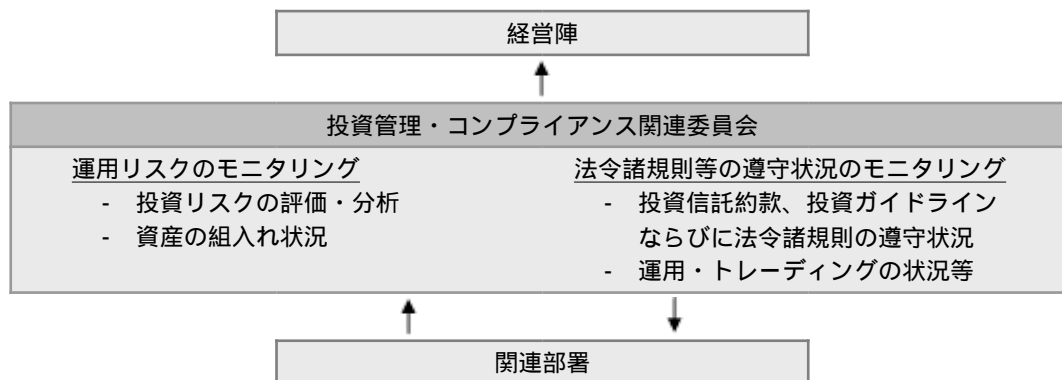 経営陣
投資管理・コンプライアンス関連委員会
運用リスクのモニタリング
- 投資リスクの評価・分析
- 資産の組入れ状況
法令諸規則等の遵守状況のモニタリング
- 投資信託約款、投資ガイドライン
ならびに法令諸規則の遵守状況
- 運用・トレーディングの状況等
関連部署